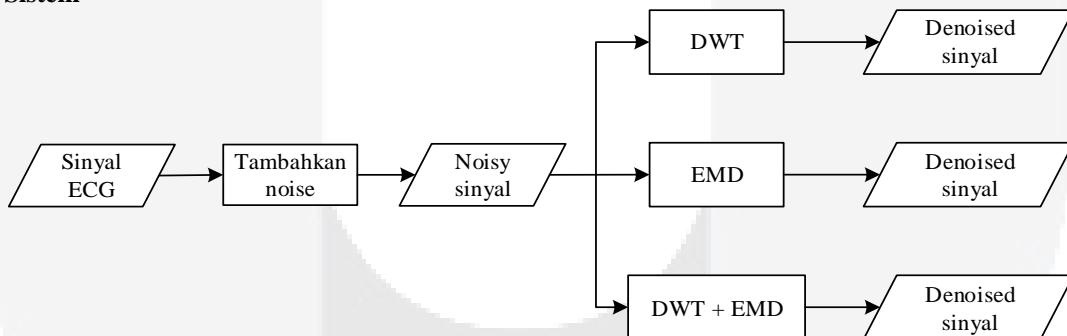 Sistem
DWT
Denoised
sinyal
Sinyal
ECG
Tambahkan
noise
Noisy
sinyal
EMD
Denoised
sinyal
DWT + EMD
Denoised
sinyal